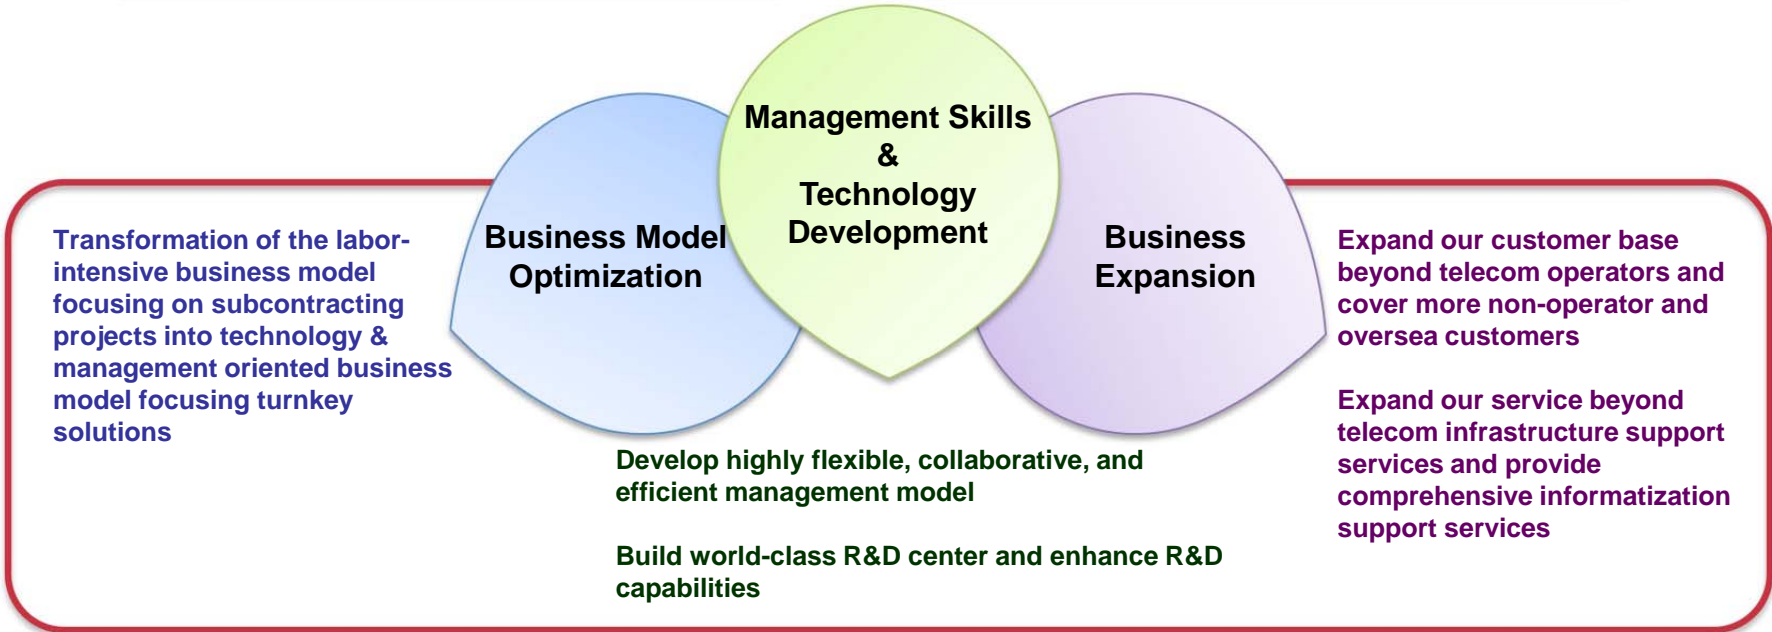 Management Skills
&
Technology
Development
Business Model
Optimization
Business
Expansion
Transformation of the labor-
intensive business model
focusing on subcontracting
projects into technology &
management oriented business
model focusing turnkey
solutions
Develop highly flexible, collaborative, and
efficient management model
Build world-class R&D center and enhance R&D
capabilities
Expand our customer base
beyond telecom operators and
cover more non-operator and
oversea customers
Expand our service beyond
telecom infrastructure support
services and provide
comprehensive informatization
support services